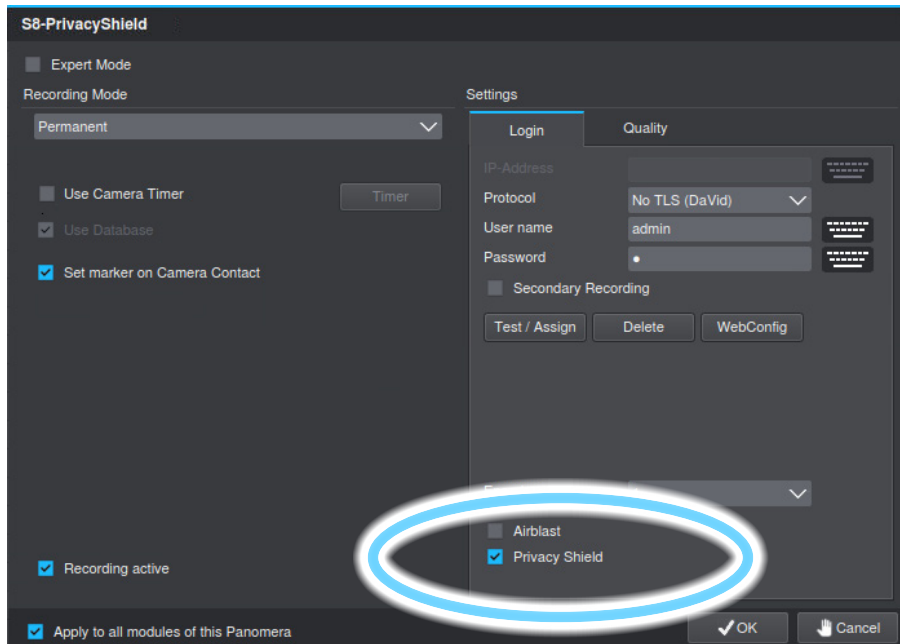 S8-PrivacyShield
Expert Mode
Recording Mode
Permanent
Use Camera Timer
Timer
Use Database
Set marker on Camera Contact
Recording active
Apply to all modules of this Panomera
Settings
Login
Quality
IP-Address
Protocol
No TLS (DaVid)
User name
admin
Password
Secondary Recording
Test / Assign
Delete
WebConfig
Airblast
Privacy Shield
OK
Cancel